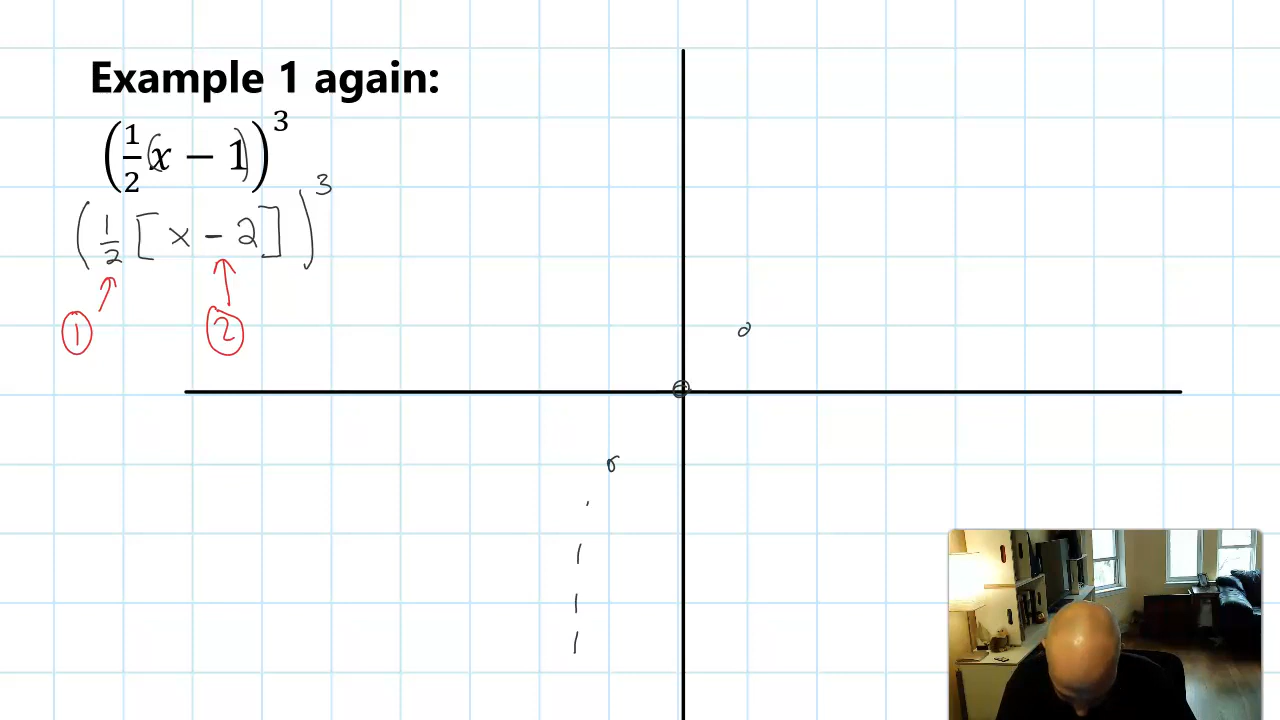 Example 1 again:
(1/2(x − 1))^3
(1/2[x − 2])^3
① ②